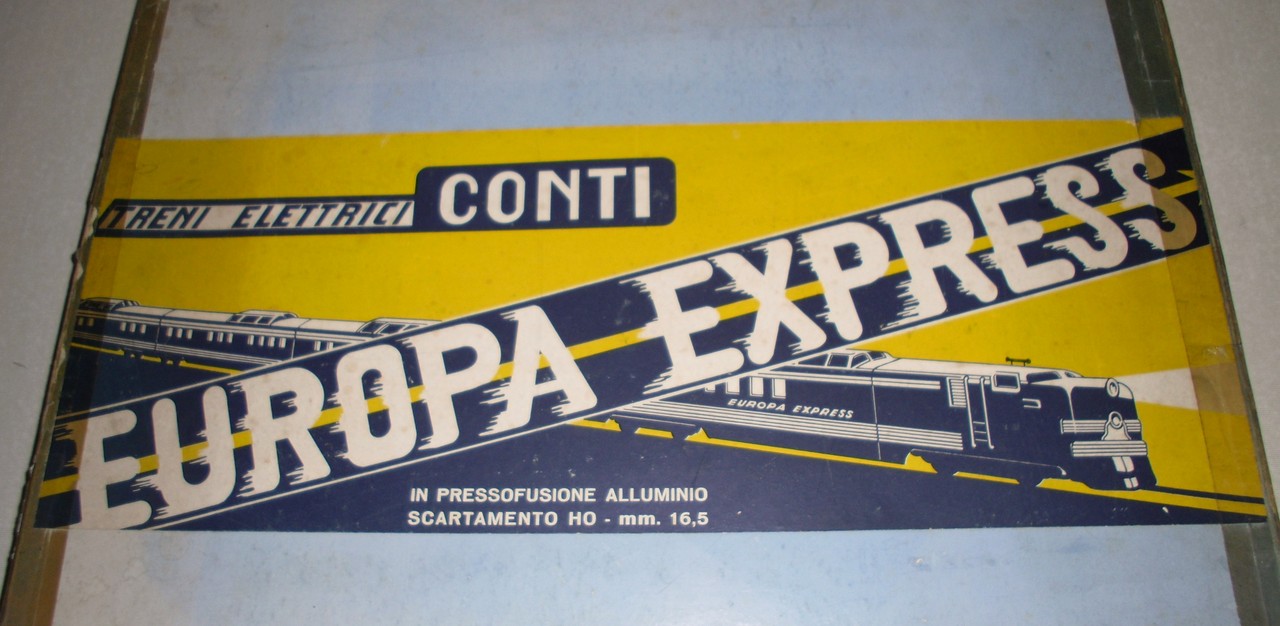 TRENI ELETTRICI CONTI
EUROPA EXPRESS
EUROPA EXPRESS
IN PRESSOFUSIONE ALLUMINIO
SCARTAMENTO HO - mm. 16,5